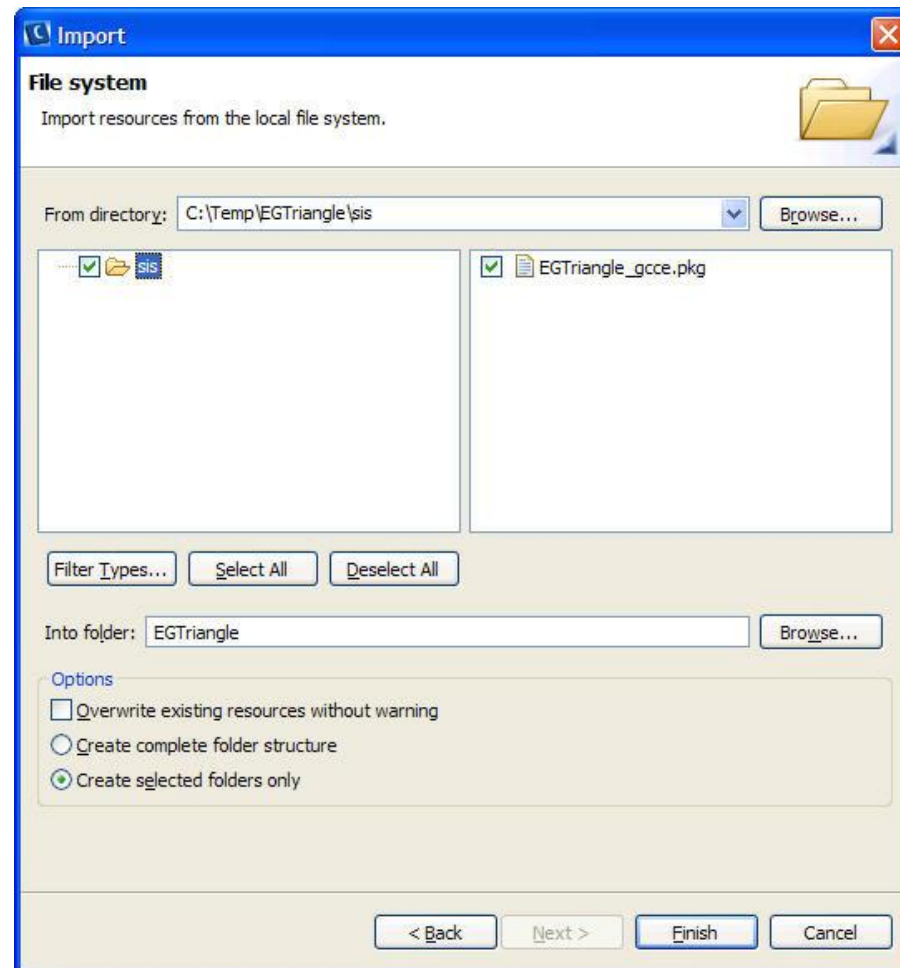 Import
File system
Import resources from the local file system.
From directory: C:\Temp\EGTriangle\sis Browse...
sis EGTriangle_gcce.pkg
Filter Types... Select All Deselect All
Into folder: EGTriangle Browse...
Options
Overwrite existing resources without warning
Create complete folder structure
Create selected folders only
< Back Next > Finish Cancel